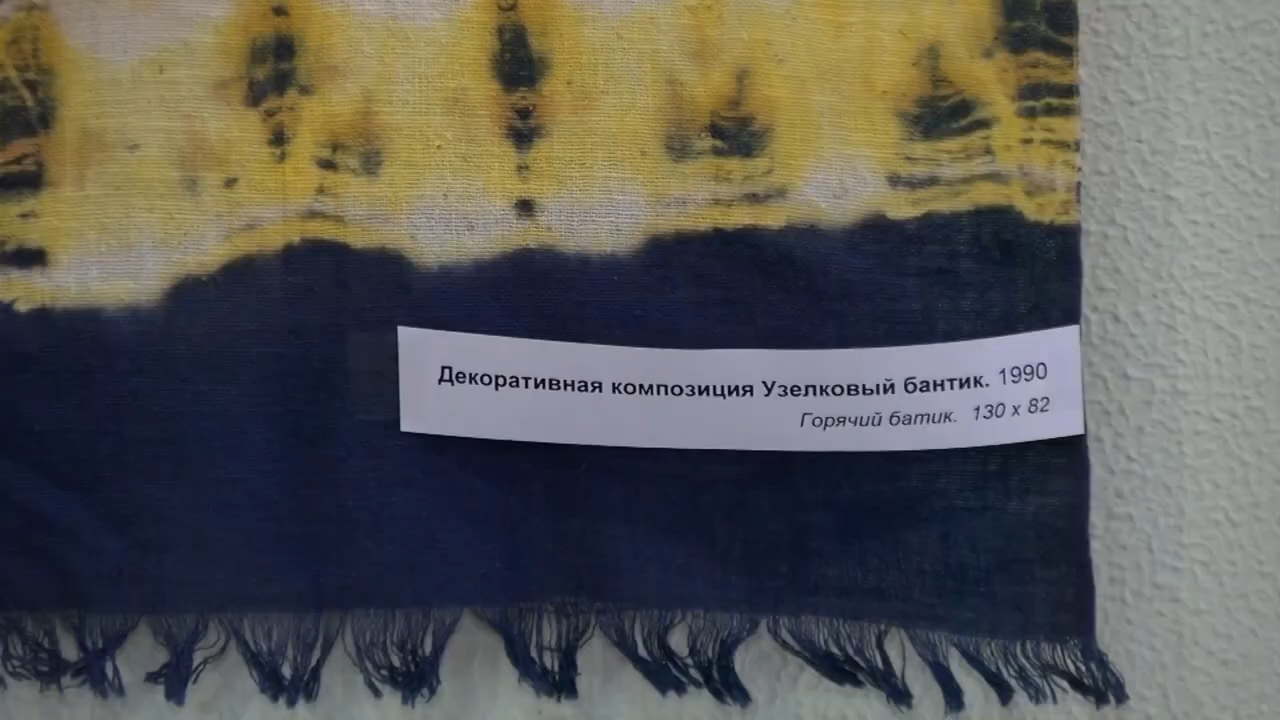 Декоративная композиция Узелковый бантик. 1990
Горячий батик. 130 х 82